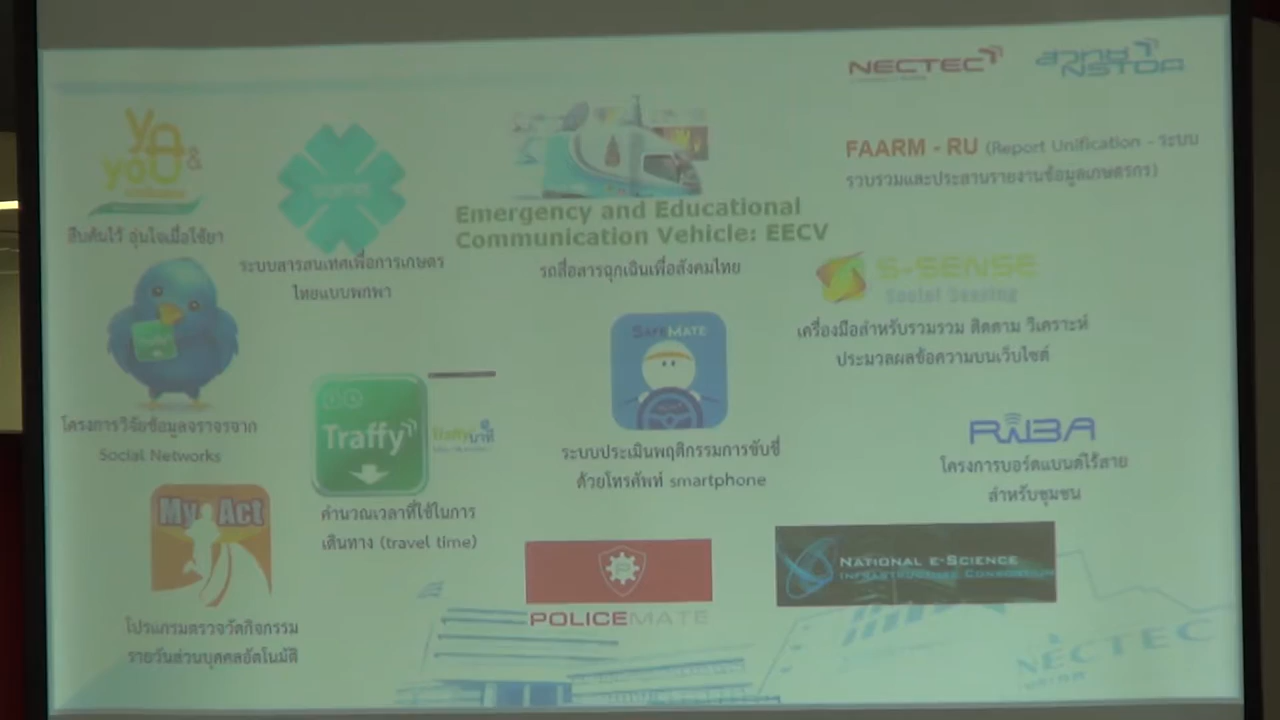 NECTEC
สวทช
NSTDA
ya
&
you
สืบค้นไว้ อุ่นใจเมื่อใช้ยา
ระบบสารสนเทศเพื่อการเกษตร
ไทยแบบพกพา
Emergency and Educational
Communication Vehicle: EECV
รถสื่อสารฉุกเฉินเพื่อสังคมไทย
FAARM - RU (Report Unification - ระบบ
รวบรวมและประสานรายงานข้อมูลเกษตรกร)
S-SENSE
Social Sensing
เครื่องมือสำหรับรวมรวม ติดตาม วิเคราะห์
ประมวลผลข้อความบนเว็บไซต์
โครงการวิจัยข้อมูลจราจรจาก
Social Networks
Traffy
นาที
คำนวณเวลาที่ใช้ในการ
เดินทาง (travel time)
SAFEMATE
ระบบประเมินพฤติกรรมการขับขี่
ด้วยโทรศัพท์ smartphone
RiBA
โครงการบอร์ดแบนด์ไร้สาย
สำหรับชุมชน
My Act
โปรแกรมตรวจวัดกิจกรรม
รายวันส่วนบุคคลอัตโนมัติ
POLICEMATE
NATIONAL e-SCIENCE
INFRASTRUCTURE CONSORTIUM
NECTEC